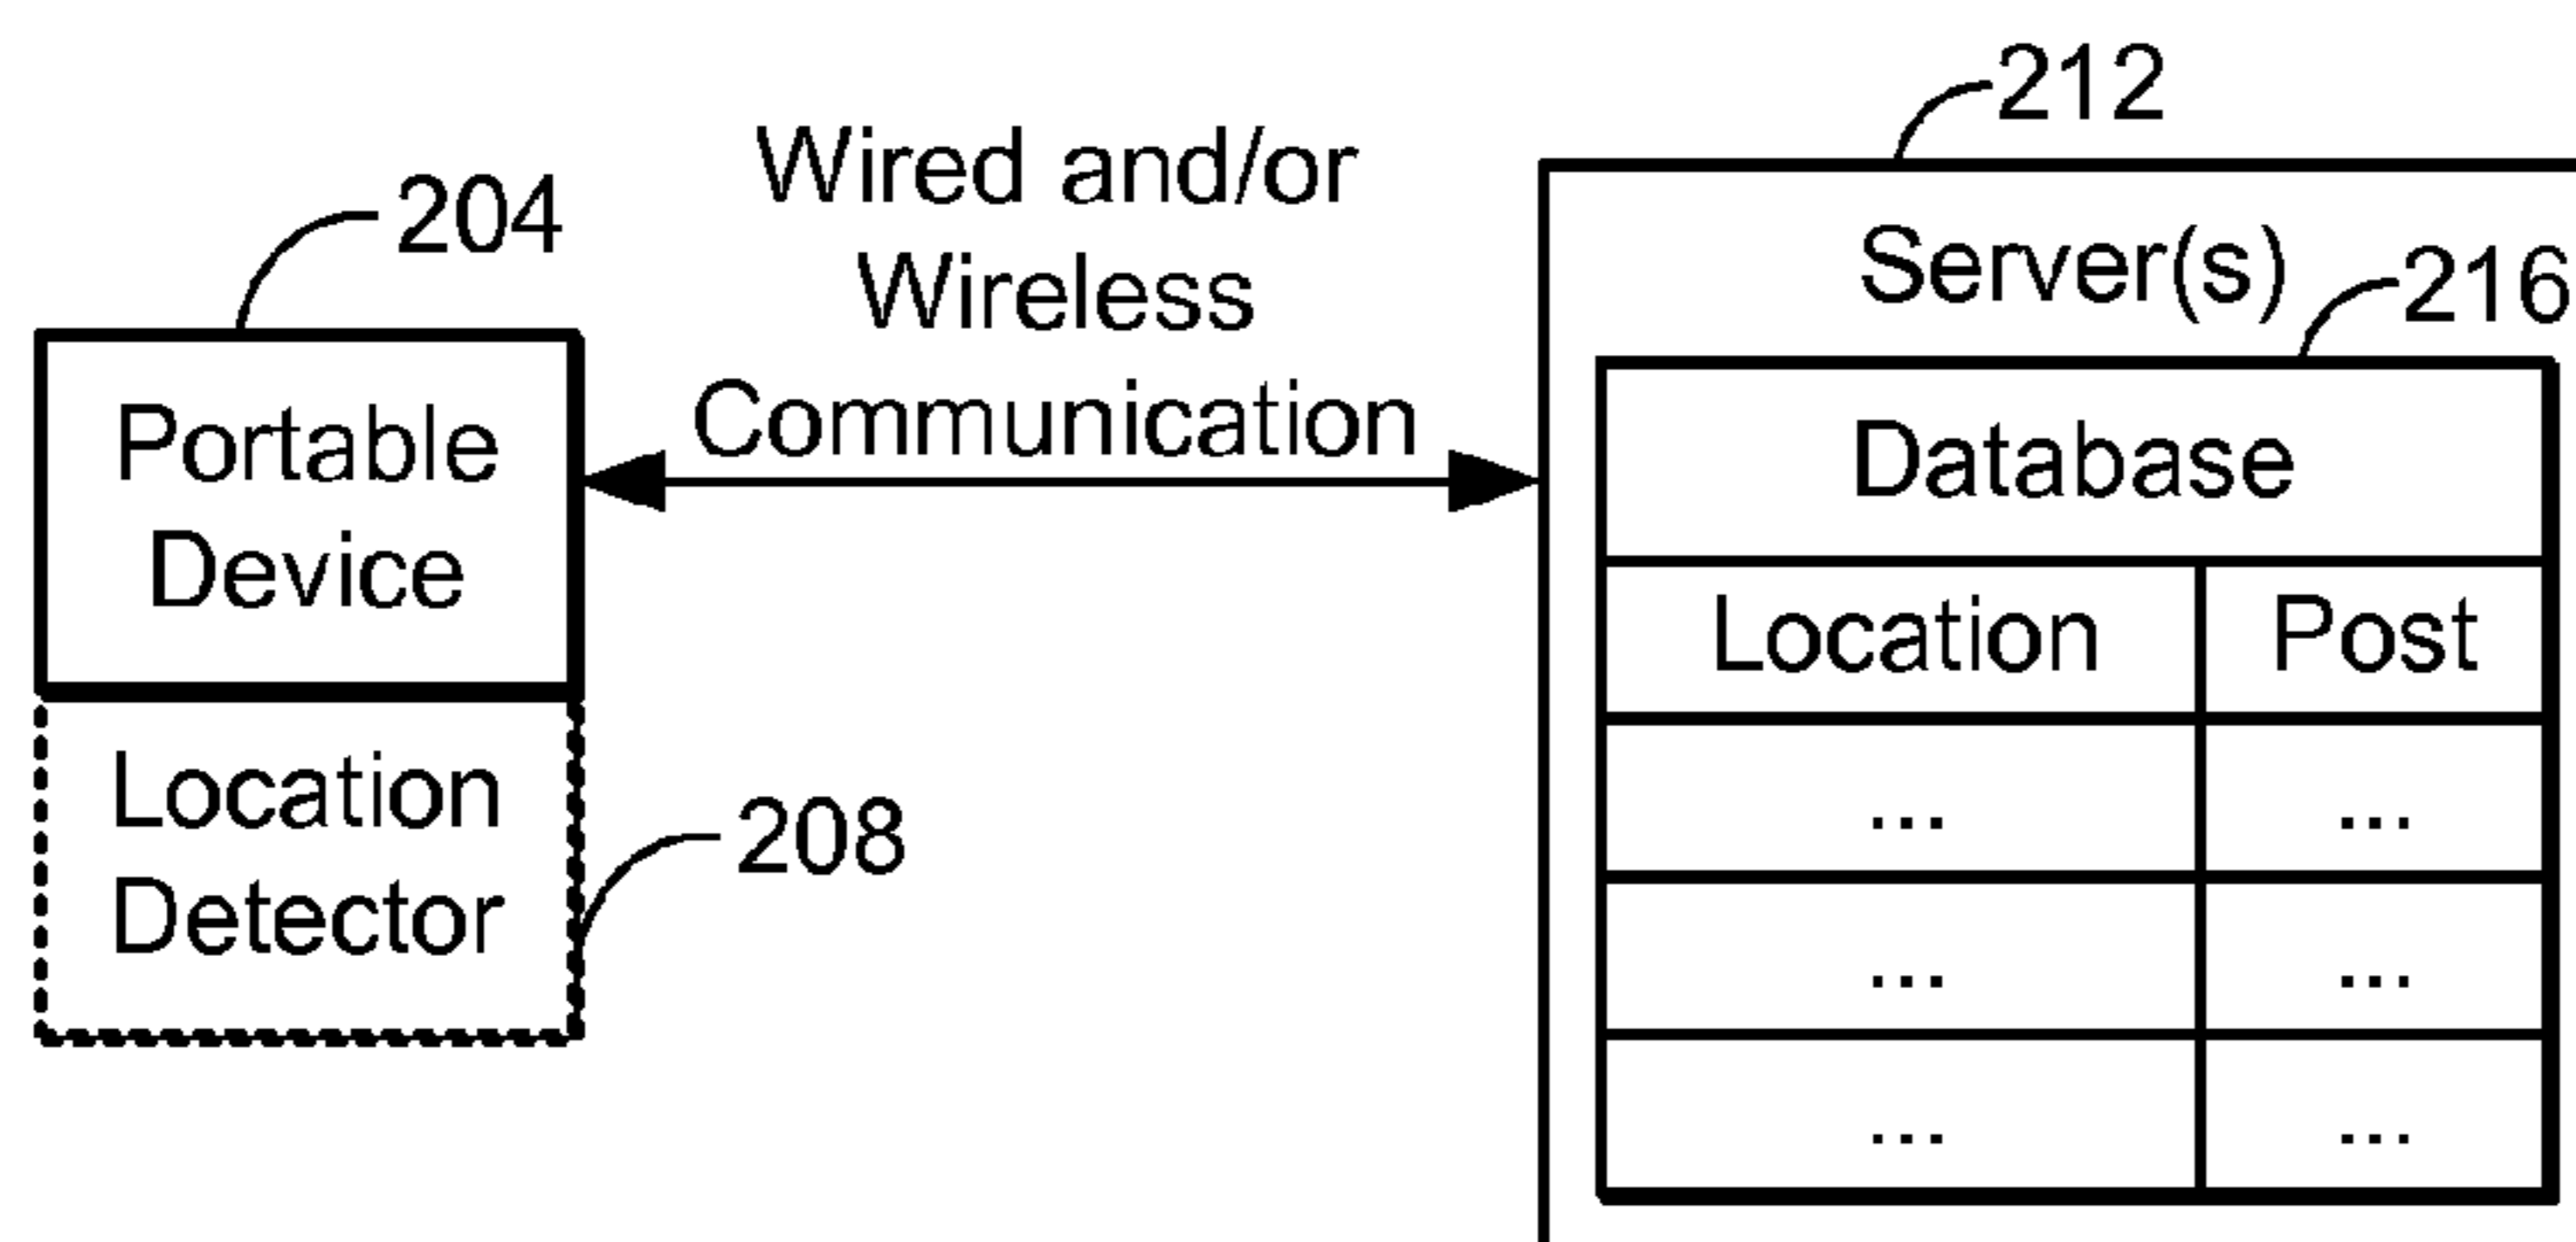 212
Wired and/or
204
Wireless
Server(s)
216
Communication
Portable
Device
Database
Location
Post
Location
Detector
208
...
...
...
...
...
...